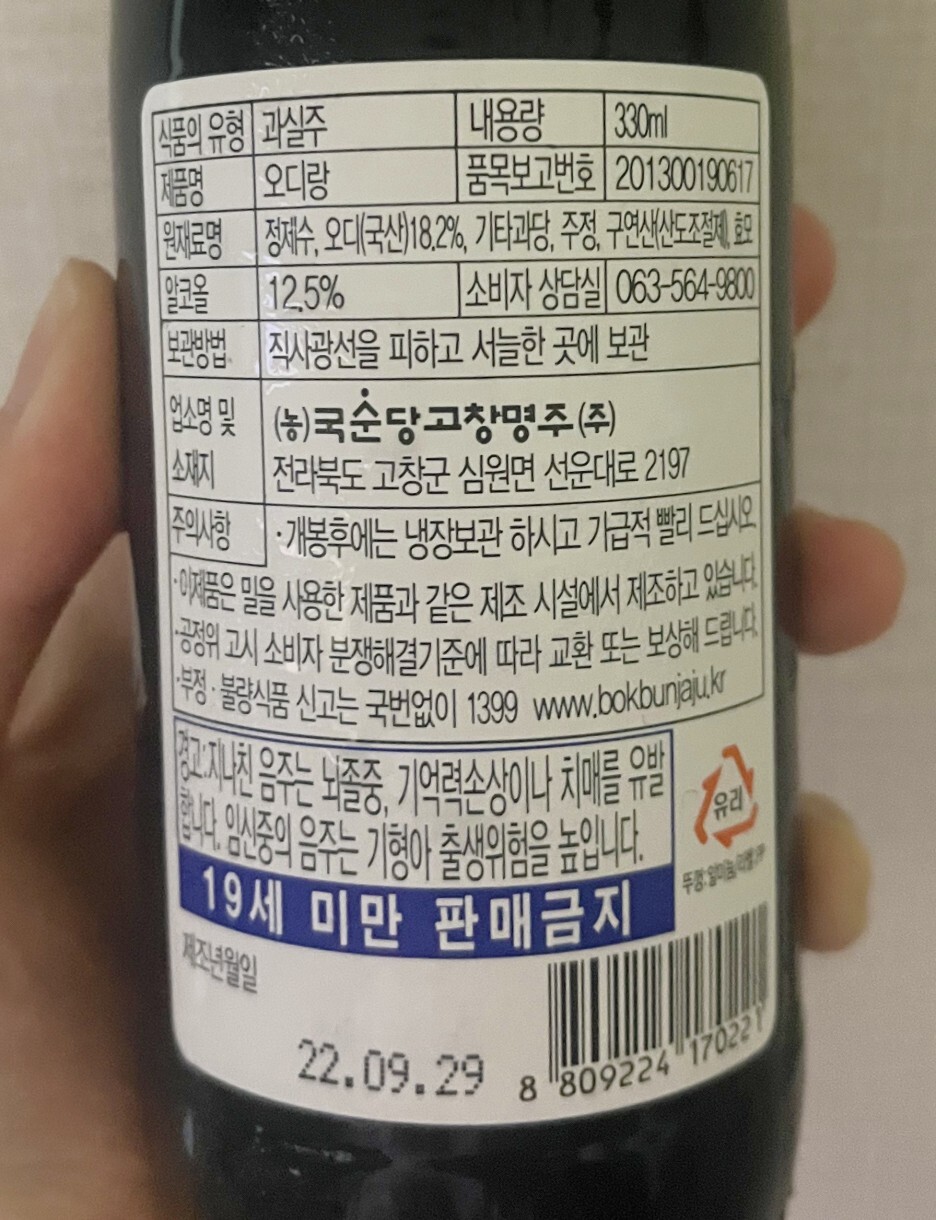 식품의 유형 과실주 내용량 330ml
제품명 오디랑 품목보고번호 201300190617
원재료명 정제수, 오디(국산)18.2%, 기타과당, 주정, 구연산(산도조절제), 효모
알코올 12.5% 소비자 상담실 063-564-9800
보관방법 직사광선을 피하고 서늘한 곳에 보관
업소명 및 소재지 (농)국순당고창명주(주)
전라북도 고창군 심원면 선운대로 2197
주의사항 ·개봉후에는 냉장보관 하시고 가급적 빨리 드십시오.
·이제품은 밀을 사용한 제품과 같은 제조 시설에서 제조하고 있습니다.
·공정위 고시 소비자 분쟁해결기준에 따라 교환 또는 보상해 드립니다.
·부정·불량식품 신고는 국번없이 1399 www.bokbunjaju.kr
경고:지나친 음주는 뇌졸중, 기억력손상이나 치매를 유발
합니다. 임신중의 음주는 기형아 출생위험을 높입니다.
유리
뚜껑:알미늄/라벨:PP
19세 미만 판매금지
제조년월일
22.09.29
8 809224 170221